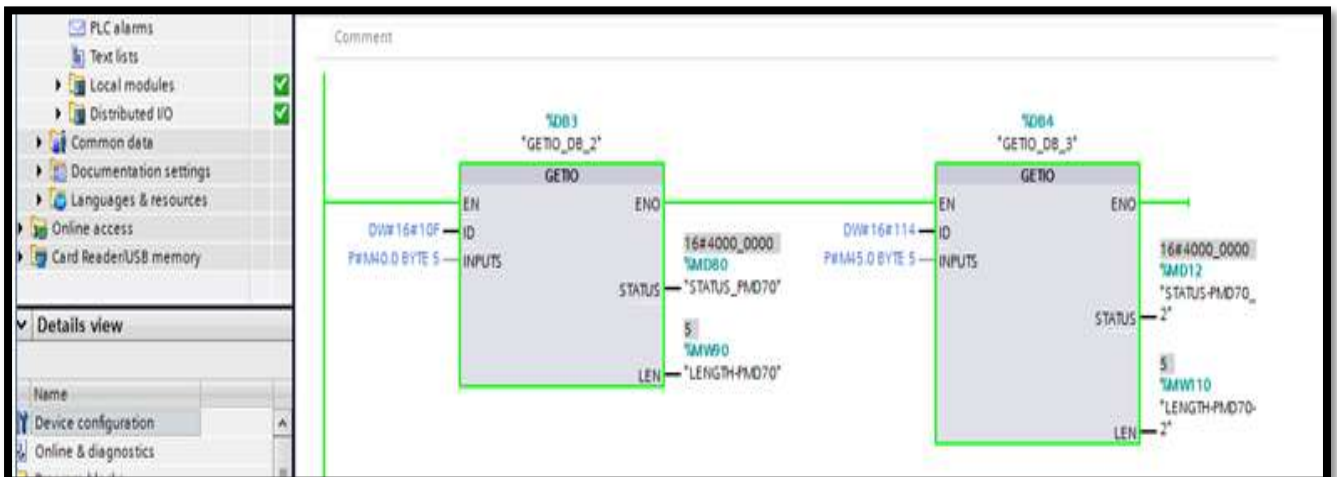 PLC alarms
Text lists
Local modules
Distributed I/O
Common data
Documentation settings
Languages & resources
Online access
Card Reader/USB memory
Details view
Name
Device configuration
Online & diagnostics
Comment
%DB3
"GETIO_DB_2"
GETIO
EN ENO
DW#16#10F ID
P#M40.0 BYTE 5 INPUTS
16#4000_0000
%MD80
STATUS "STATUS_PMD70"
5
%MW90
LEN "LENGTH-PMD70"
%DB4
"GETIO_DB_3"
GETIO
EN ENO
DW#16#114 ID
P#M45.0 BYTE 5 INPUTS
16#4000_0000
%MD12
"STATUS-PMD70_
STATUS 2"
5
%MW110
"LENGTH-PMD70-
LEN 2"